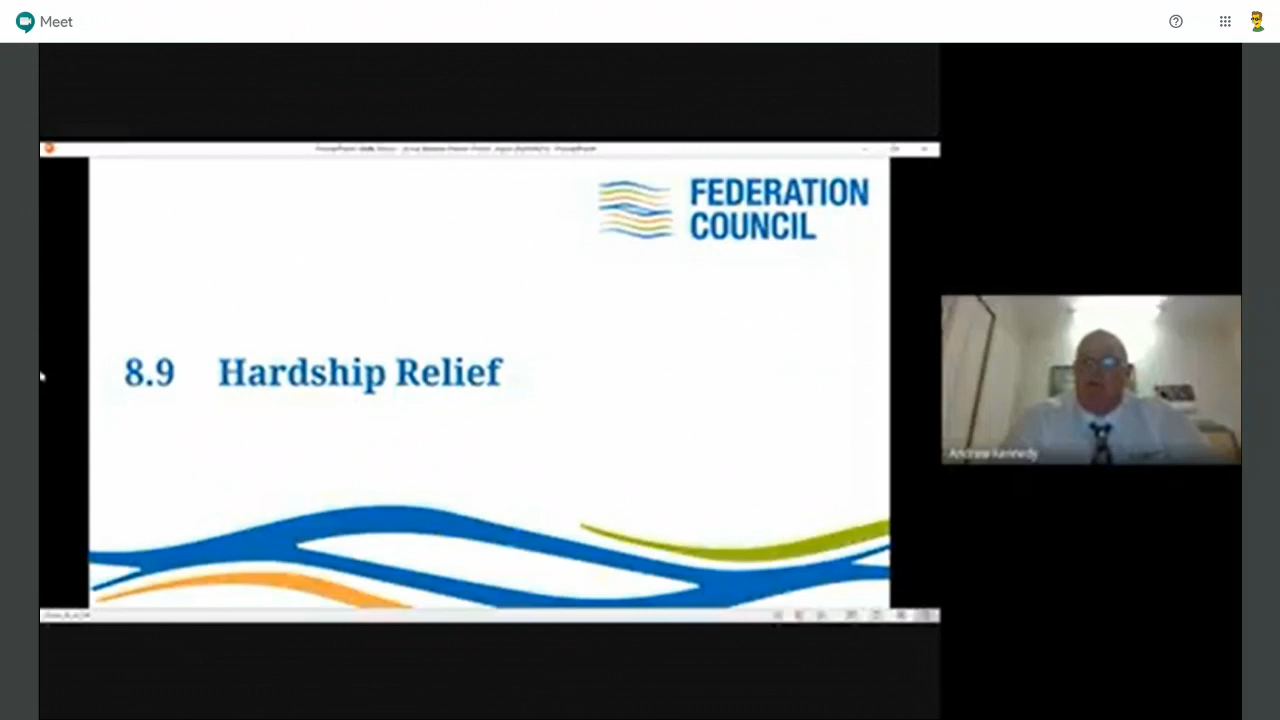 Meet
FEDERATION
COUNCIL
8.9 Hardship Relief
Andrew Kennedy